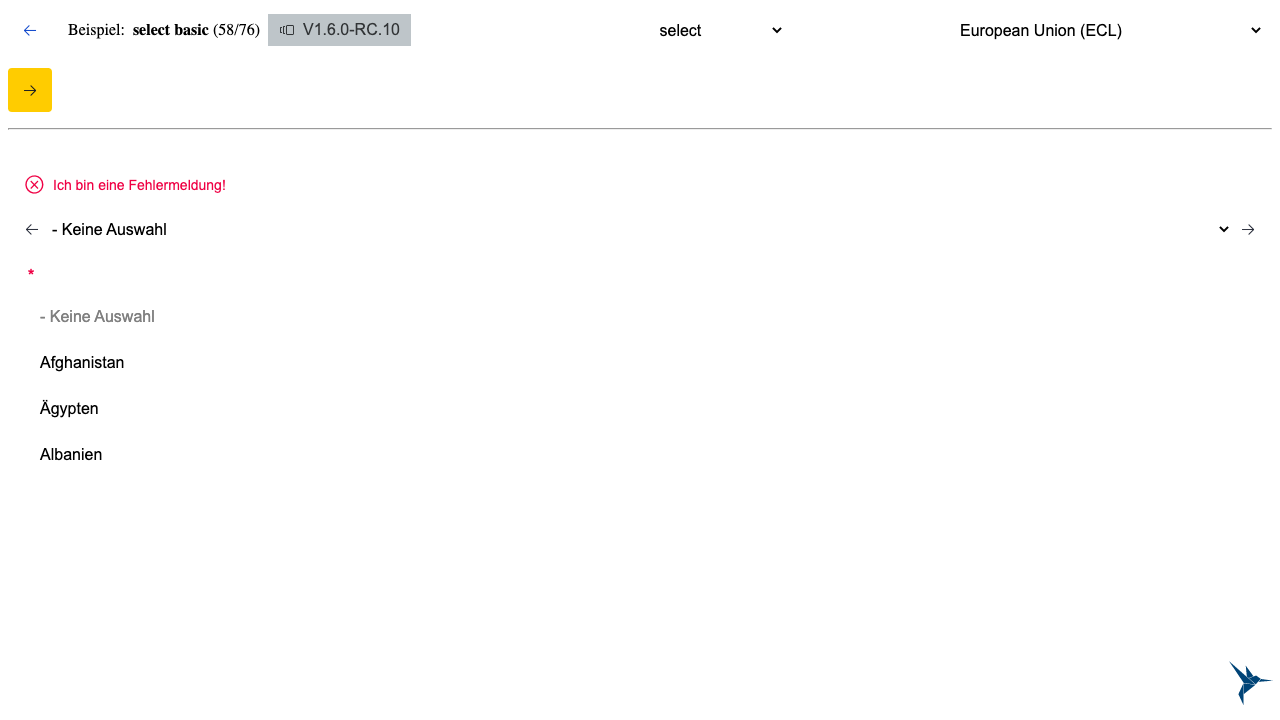 Beispiel: select basic (58/76) V1.6.0-RC.10 select European Union (ECL)
Ich bin eine Fehlermeldung!
- Keine Auswahl
*
- Keine Auswahl
Afghanistan
Ägypten
Albanien